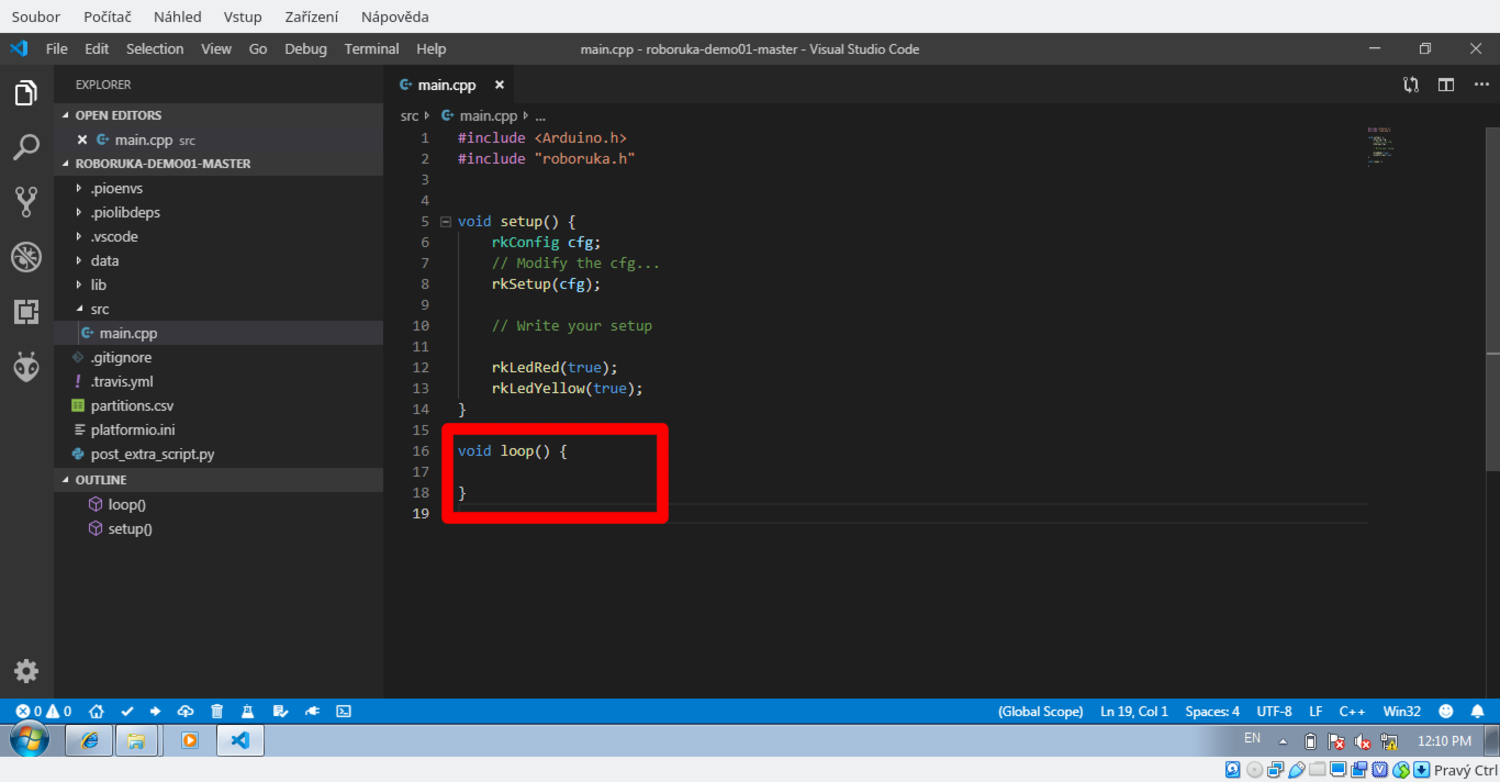 Soubor Počítač Náhled Vstup Zařízení Nápověda
File Edit Selection View Go Debug Terminal Help
main.cpp - roboruka-demo01-master - Visual Studio Code
EXPLORER
OPEN EDITORS
main.cpp src
ROBORUKA-DEMO01-MASTER
.pioenvs
.piolibdeps
.vscode
data
lib
src
main.cpp
.gitignore
.travis.yml
partitions.csv
platformio.ini
post_extra_script.py
OUTLINE
loop()
setup()
main.cpp
src main.cpp ...
1 #include <Arduino.h>
2 #include "roboruka.h"
3
4
5 void setup() {
6 rkConfig cfg;
7 // Modify the cfg...
8 rkSetup(cfg);
9
10 // Write your setup
11
12 rkLedRed(true);
13 rkLedYellow(true);
14 }
15
16 void loop() {
17
18 }
19
0 0
(Global Scope) Ln 19, Col 1 Spaces: 4 UTF-8 LF C++ Win32
EN 12:10 PM
Pravý Ctrl